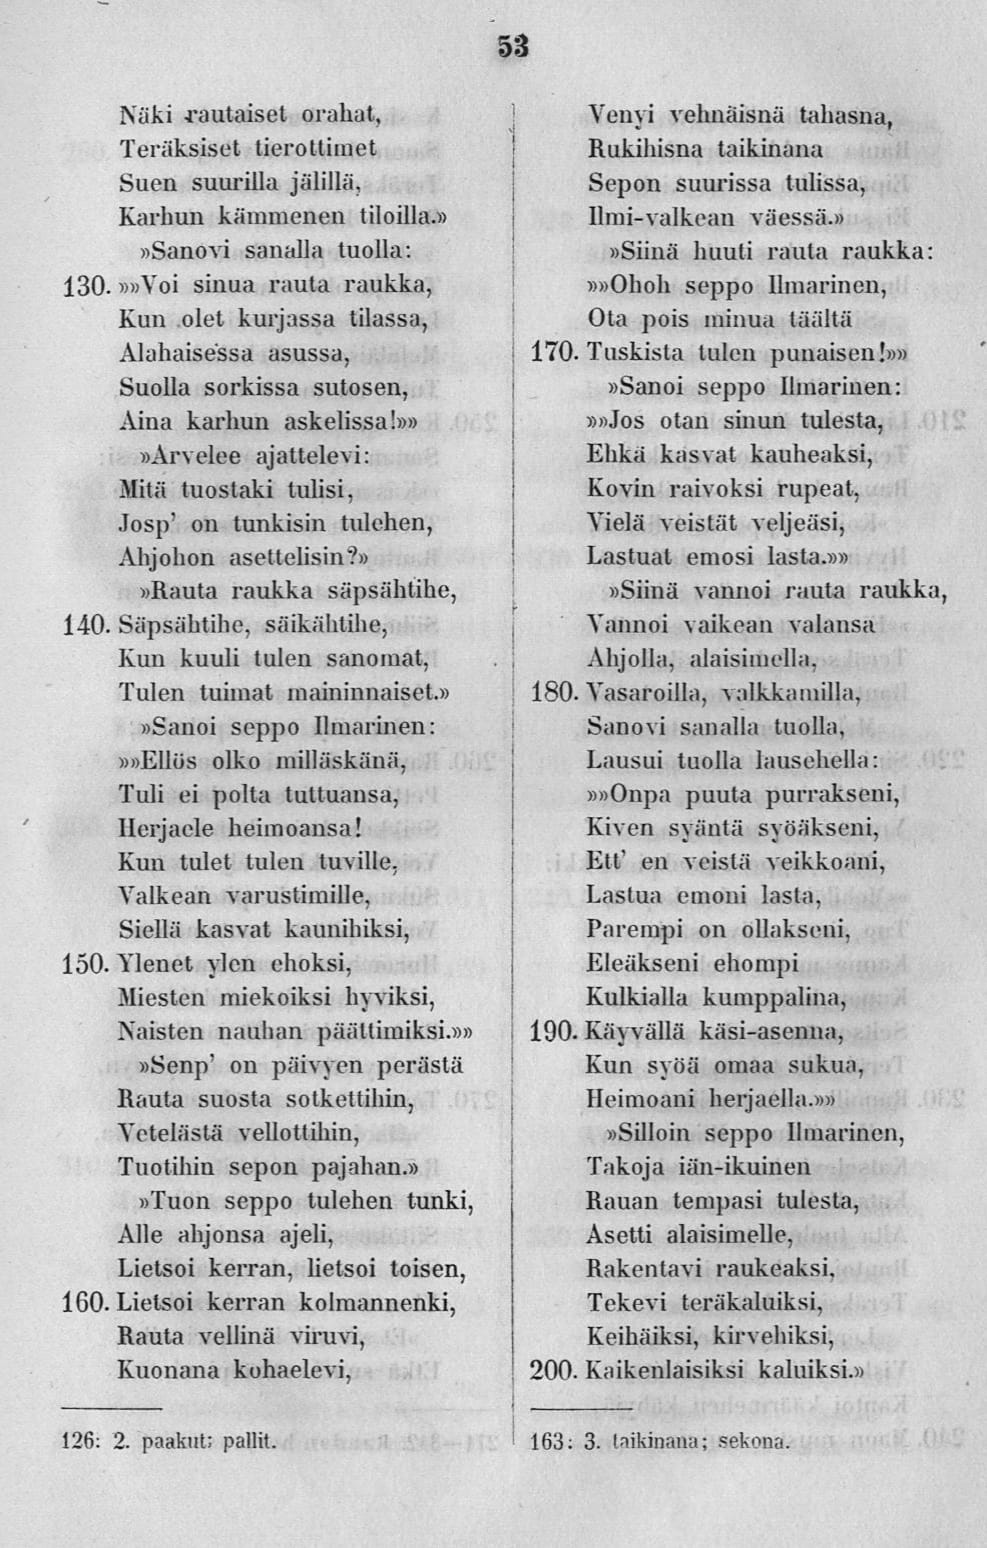 53
Näki rautaiset orahat,
Teräksiset tierottimet
Suen suurilla jälillä,
Karhun kämmenen tiloilla.»
»Sanovi sanalla tuolla:
130. »»Voi sinua rauta raukka,
Kun olet kurjassa tilassa,
Alahaisessa asussa,
Suolla sorkissa sutosen,
Aina karhun askelissa!»»
»Arvelee ajattelevi:
Mitä tuostaki tulisi,
Josp' on tunkisin tulehen,
Ahjohon asettelisin?»
»Rauta raukka säpsähtihe,
140. Säpsähtihe, säikähtihe,
Kun kuuli tulen sanomat,
Tulen tuimat maininnaiset.»
»Sanoi seppo Ilmarinen:
»»Ellös olko milläskänä,
Tuli ei polta tuttuansa,
Herjaele heimoansa!
Kun tulet tulen tuville,
Valkean varustimille,
Siellä kasvat kaunihiksi,
150. Ylenet ylen ehoksi,
Miesten miekoiksi hyviksi,
Naisten nauhan päättimiksi.»»
»Senp' on päivyen perästä
Rauta suosta sotkettihin,
Vetelästä vellottihin,
Tuotihin sepon pajahan.»
»Tuon seppo tulehen tunki,
Alle ahjonsa ajeli,
Lietsoi kerran, lietsoi toisen,
160. Lietsoi kerran kolmannenki,
Rauta vellinä viruvi,
Kuonana kohaelevi,
126: 2. paakut; pallit.
Venyi vehnäisnä tahasna,
Rukihisna taikinana
Sepon suurissa tulissa,
Ilmi-valkean väessä.»
»Siinä huuti rauta raukka:
»»Ohoh seppo Ilmarinen,
Ota pois minua täältä
170. Tuskista tulen punaisen!»»
»Sanoi seppo Ilmarinen:
»»Jos otan sinun tulesta,
Ehkä kasvat kauheaksi,
Kovin raivoksi rupeat,
Vielä veistät veljeäsi,
Lastuat emosi lasta.»»
»Siinä vannoi rauta raukka,
Vannoi vaikean valansa
Ahjolla, alaisimella,
180. Vasaroilla, valkkamilla,
Sanovi sanalla tuolla,
Lausui tuolla lausehella:
»»Onpa puuta purrakseni,
Kiven syäntä syöäkseni,
Ett' en veistä veikkoani,
Lastua emoni lasta,
Parempi on ollakseni,
Eleäkseni ehompi
Kulkialla kumppalina,
190. Käyvällä käsi-asenna,
Kun syöä omaa sukua,
Heimoani herjaella.»»
»Silloin seppo Ilmarinen,
Takoja iän-ikuinen
Rauan tempasi tulesta,
Asetti alaisimelle,
Rakentavi raukeaksi,
Tekevi teräkaluiksi,
Keihäiksi, kirvehiksi,
200. Kaikenlaisiksi kaluiksi.»
163: 3. taikinana; sekona.